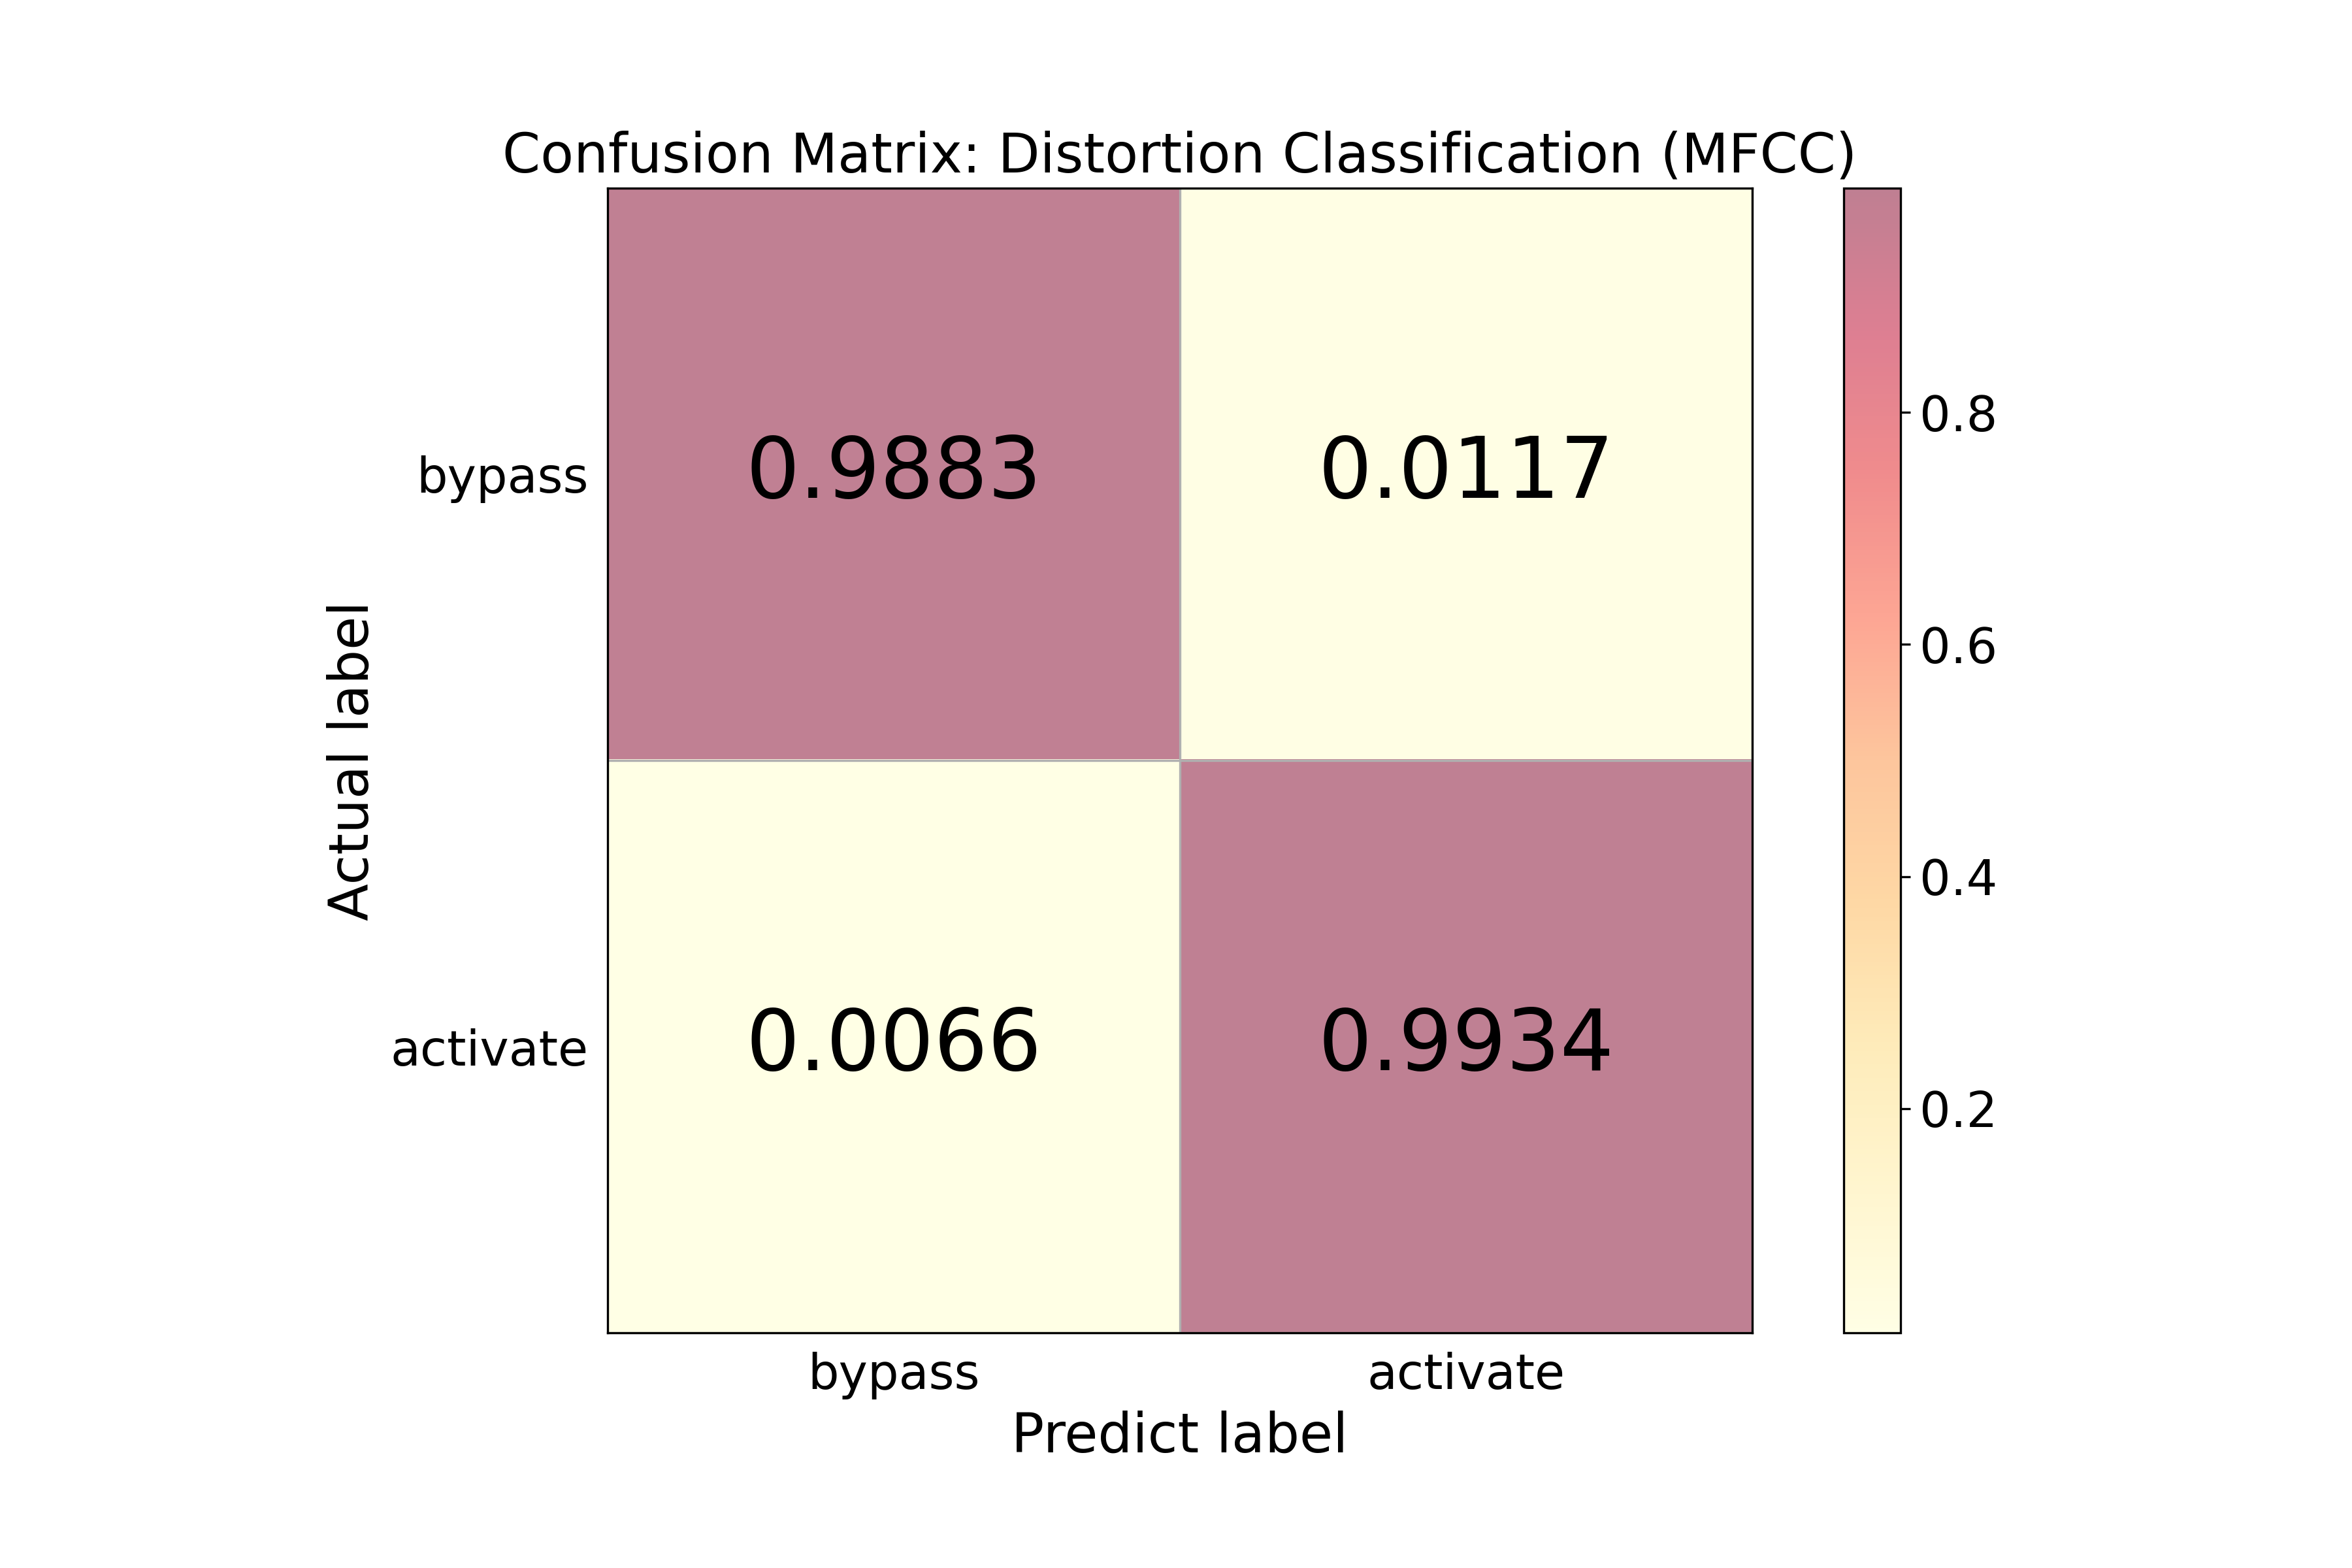 Confusion Matrix: Distortion Classification (MFCC)
bypass
0.9883
0.0117
0.8
0.6
Actual label
0.4
activate
0.0066
0.9934
0.2
bypass
activate
Predict label